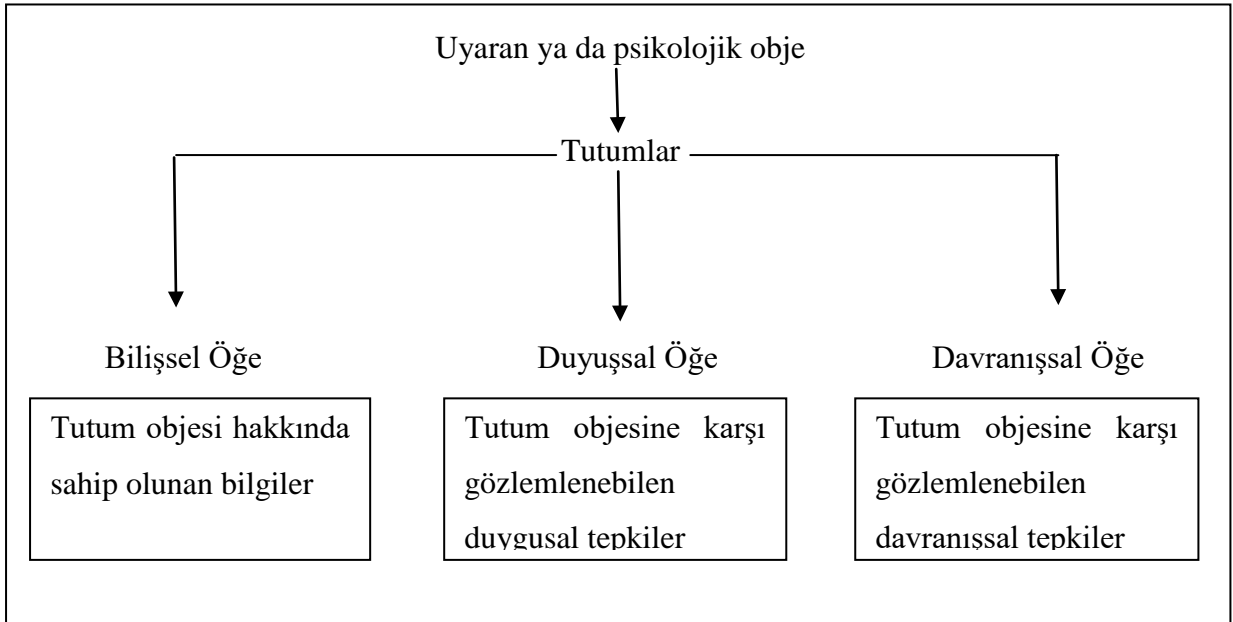 Uyaran ya da psikolojik obje
Tutumlar
Bilişsel Öğe
Duyuşsal Öğe
Davranışsal Öğe
Tutum objesi hakkında
sahip olunan bilgiler
Tutum objesine karşı
gözlemlenebilen
duygusal tepkiler
Tutum objesine karşı
gözlemlenebilen
davranışsal tepkiler